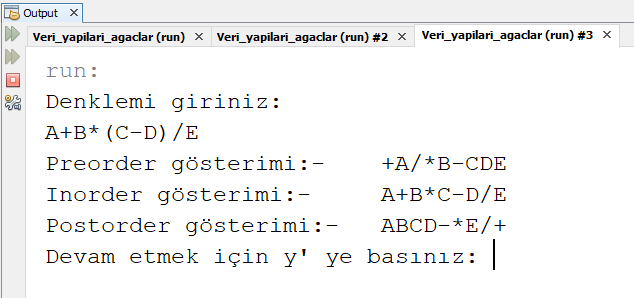 Output
Veri_yapilari_agaclar (run) Veri_yapilari_agaclar (run) #2 Veri_yapilari_agaclar (run) #3
run:
Denklemi giriniz:
A+B*(C-D)/E
Preorder gösterimi:- +A/*B-CDE
Inorder gösterimi:- A+B*C-D/E
Postorder gösterimi:- ABCD-*E/+
Devam etmek için y' ye basınız: